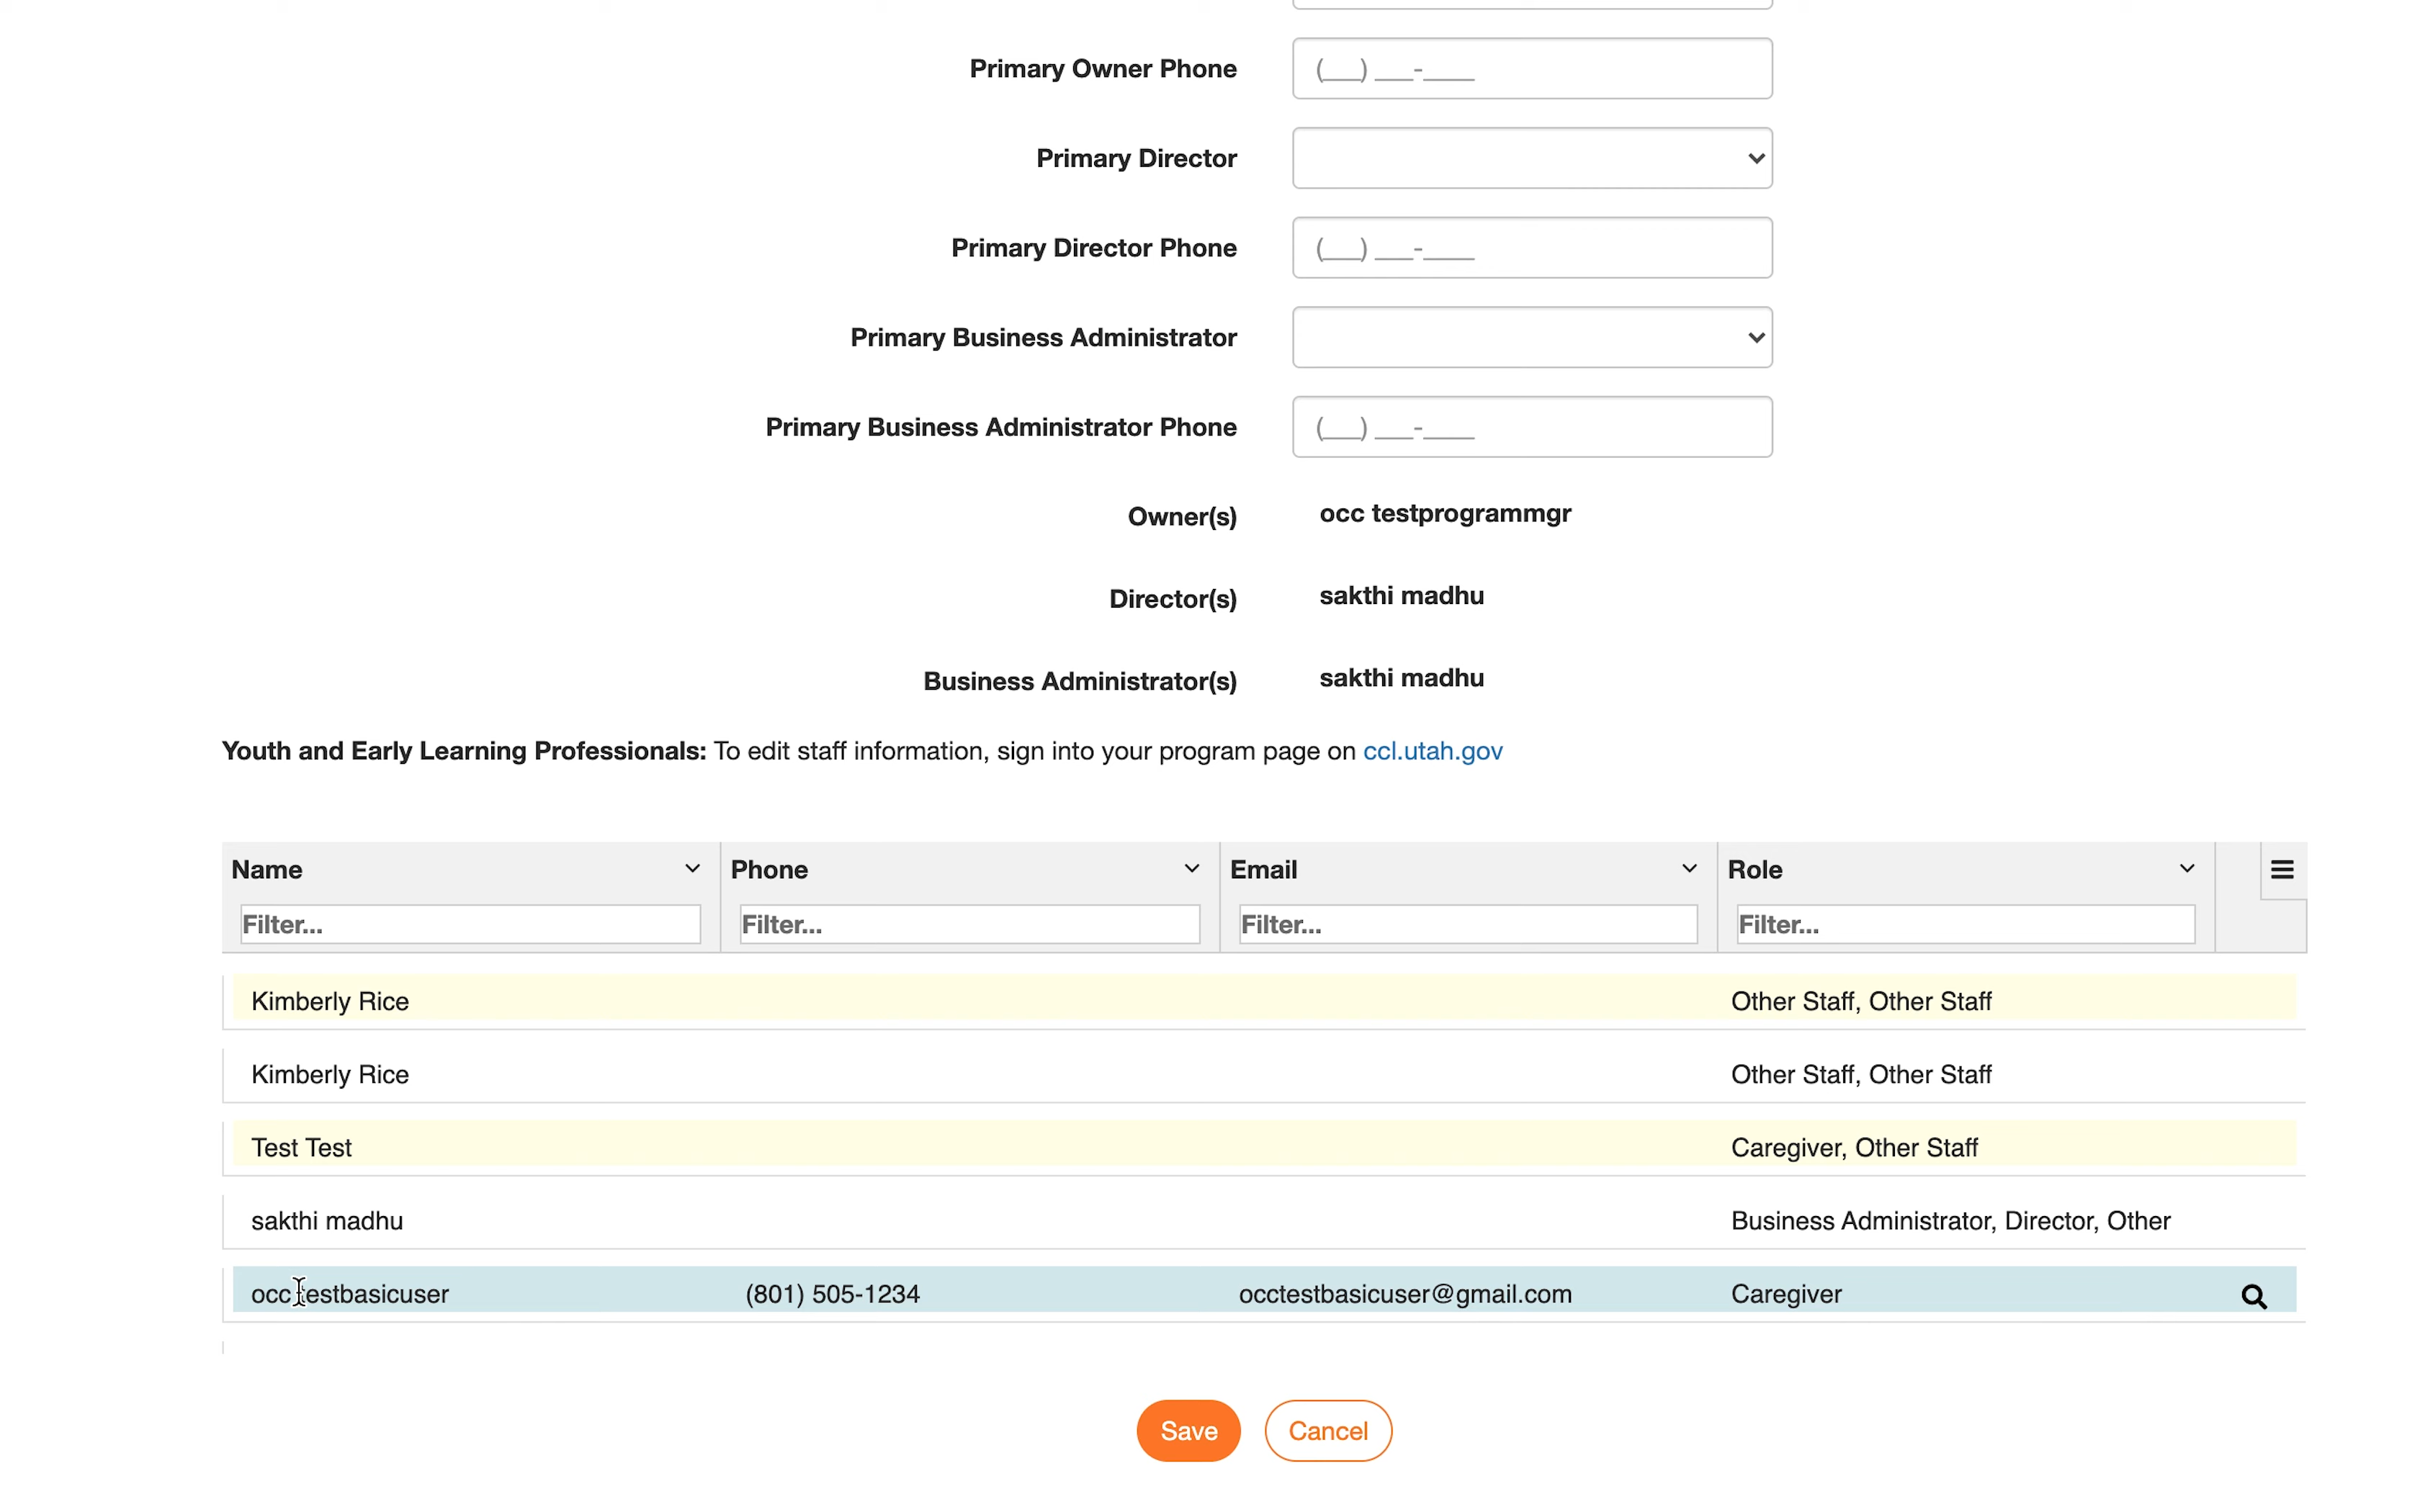 Primary Owner Phone (___) ___-____
Primary Director
Primary Director Phone (___) ___-____
Primary Business Administrator
Primary Business Administrator Phone (___) ___-____
Owner(s) occ testprogrammgr
Director(s) sakthi madhu
Business Administrator(s) sakthi madhu
Youth and Early Learning Professionals: To edit staff information, sign into your program page on ccl.utah.gov
Name Phone Email Role
Filter... Filter... Filter... Filter...
Kimberly Rice Other Staff, Other Staff
Kimberly Rice Other Staff, Other Staff
Test Test Caregiver, Other Staff
sakthi madhu Business Administrator, Director, Other
occ testbasicuser (801) 505-1234 occtestbasicuser@gmail.com Caregiver
Save Cancel